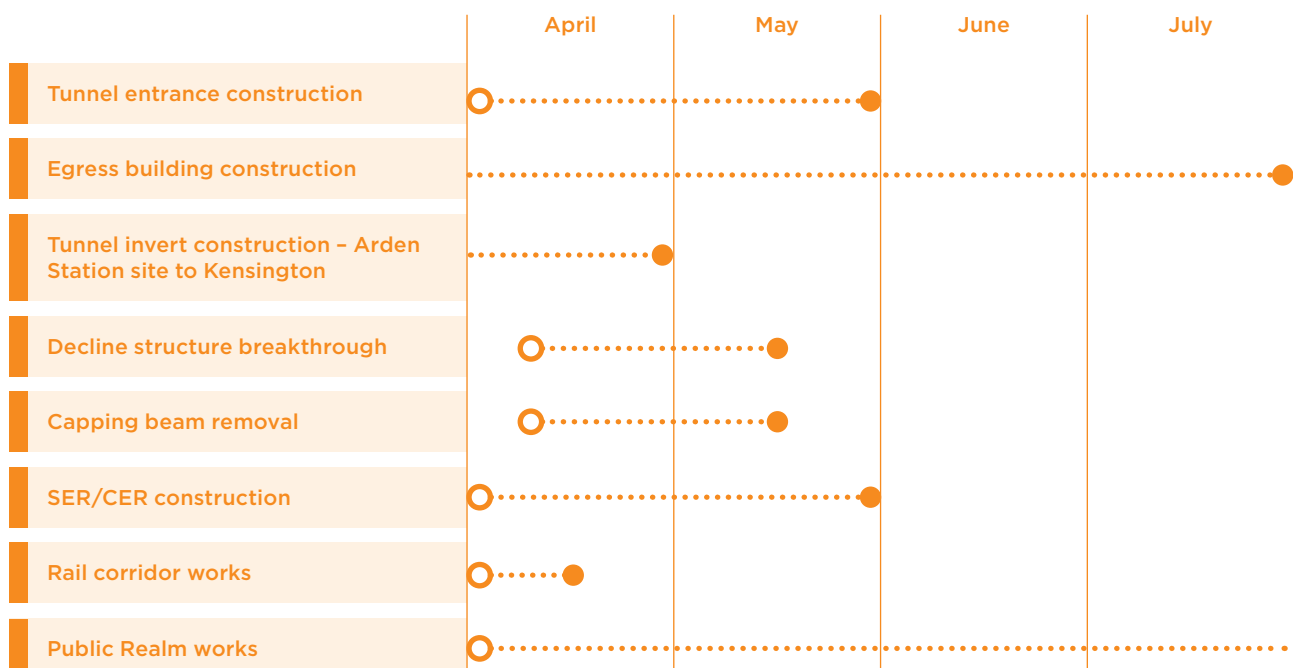 April May June July
Tunnel entrance construction
Egress building construction
Tunnel invert construction – Arden
Station site to Kensington
Decline structure breakthrough
Capping beam removal
SER/CER construction
Rail corridor works
Public Realm works